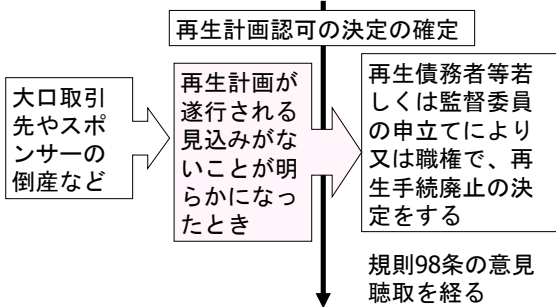 再生計画認可の決定の確定
大口取引
先やスポ
ンサーの
倒産など
再生計画が
遂行される
見込みがな
いことが明
らかになっ
たとき
再生債務者等若
しくは監督委員
の申立てにより
又は職権で、再
生手続廃止の決
定をする
規則98条の意見
聴取を経る